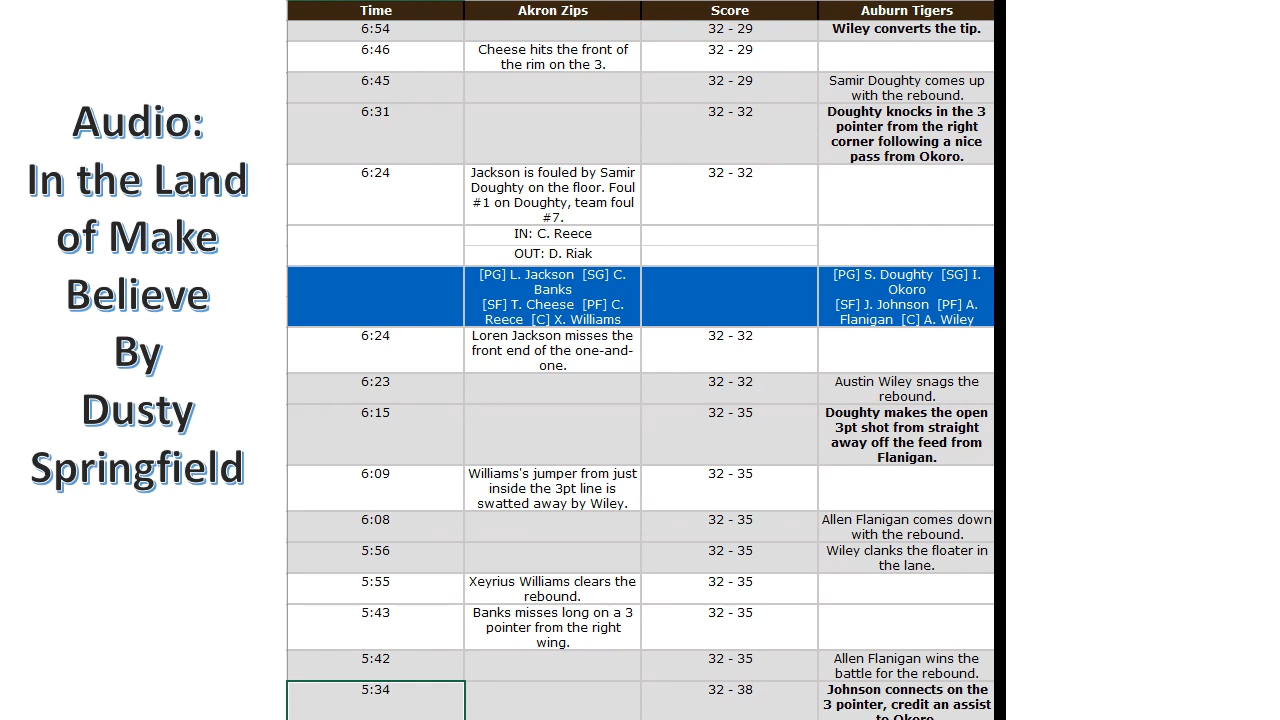 Audio:
In the Land
of Make
Believe
By
Dusty
Springfield
Time Akron Zips Score Auburn Tigers
6:54 32 - 29 Wiley converts the tip.
6:46 Cheese hits the front of 32 - 29
the rim on the 3.
6:45 32 - 29 Samir Doughty comes up
with the rebound.
6:31 32 - 32 Doughty knocks in the 3
pointer from the right
corner following a nice
pass from Okoro.
6:24 Jackson is fouled by Samir 32 - 32
Doughty on the floor. Foul
#1 on Doughty, team foul
#7.
IN: C. Reece
OUT: D. Riak
[PG] L. Jackson [SG] C. [PG] S. Doughty [SG] I.
Banks Okoro
[SF] T. Cheese [PF] C. [SF] J. Johnson [PF] A.
Reece [C] X. Williams Flanigan [C] A. Wiley
6:24 Loren Jackson misses the 32 - 32
front end of the one-and-
one.
6:23 32 - 32 Austin Wiley snags the
rebound.
6:15 32 - 35 Doughty makes the open
3pt shot from straight
away off the feed from
Flanigan.
6:09 Williams's jumper from just 32 - 35
inside the 3pt line is
swatted away by Wiley.
6:08 32 - 35 Allen Flanigan comes down
with the rebound.
5:56 32 - 35 Wiley clanks the floater in
the lane.
5:55 Xeyrius Williams clears the 32 - 35
rebound.
5:43 Banks misses long on a 3 32 - 35
pointer from the right
wing.
5:42 32 - 35 Allen Flanigan wins the
battle for the rebound.
5:34 32 - 38 Johnson connects on the
3 pointer, credit an assist
to Okoro.